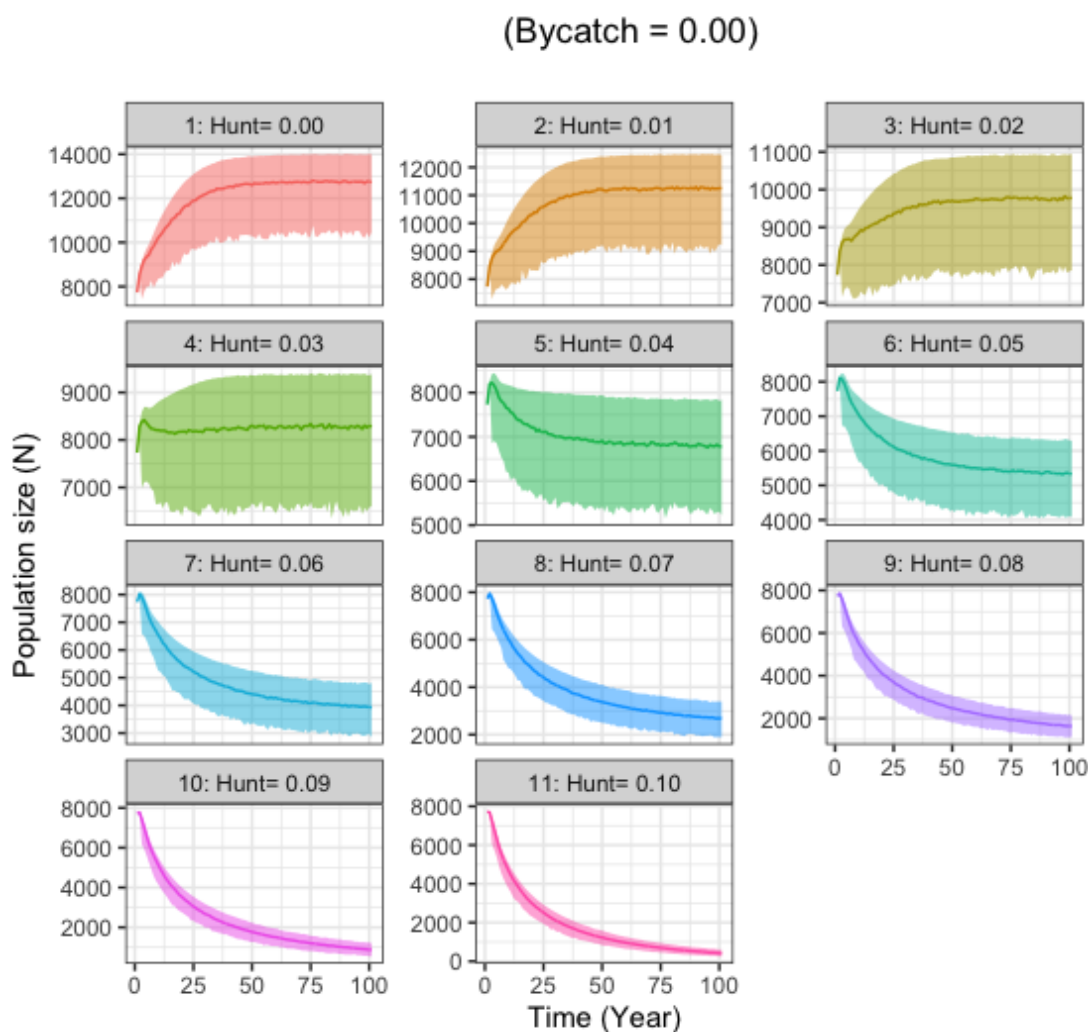 (Bycatch = 0.00)
1: Hunt= 0.00
2: Hunt= 0.01
3: Hunt= 0.02
14000
12000
10000
8000
12000
11000
10000
9000
8000
11000
10000
9000
8000
7000
4: Hunt= 0.03
5: Hunt= 0.04
6: Hunt= 0.05
9000
8000
7000
8000
7000
6000
5000
8000
7000
6000
5000
4000
Population size (N)
7: Hunt= 0.06
8: Hunt= 0.07
9: Hunt= 0.08
8000
7000
6000
5000
4000
3000
8000
6000
4000
2000
8000
6000
4000
2000
0 25 50 75 100
10: Hunt= 0.09
11: Hunt= 0.10
8000
6000
4000
2000
8000
6000
4000
2000
0
0 25 50 75 100
0 25 50 75 100
Time (Year)